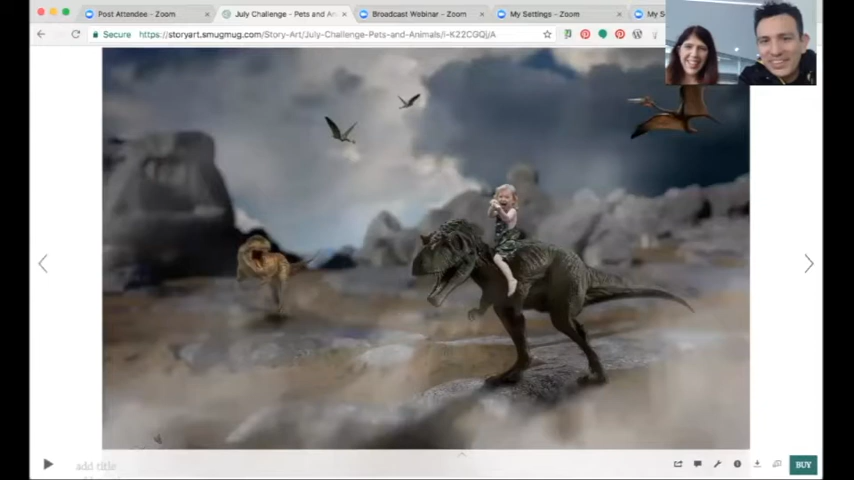 Post Attendee - Zoom
July Challenge - Pets and An
Broadcast Webinar - Zoom
My Settings - Zoom
My S
Secure
https://storyart.smugmug.com/Story-Art/July-Challenge-Pets-and-Animals/i-K22CGQj/A
add title
BUY